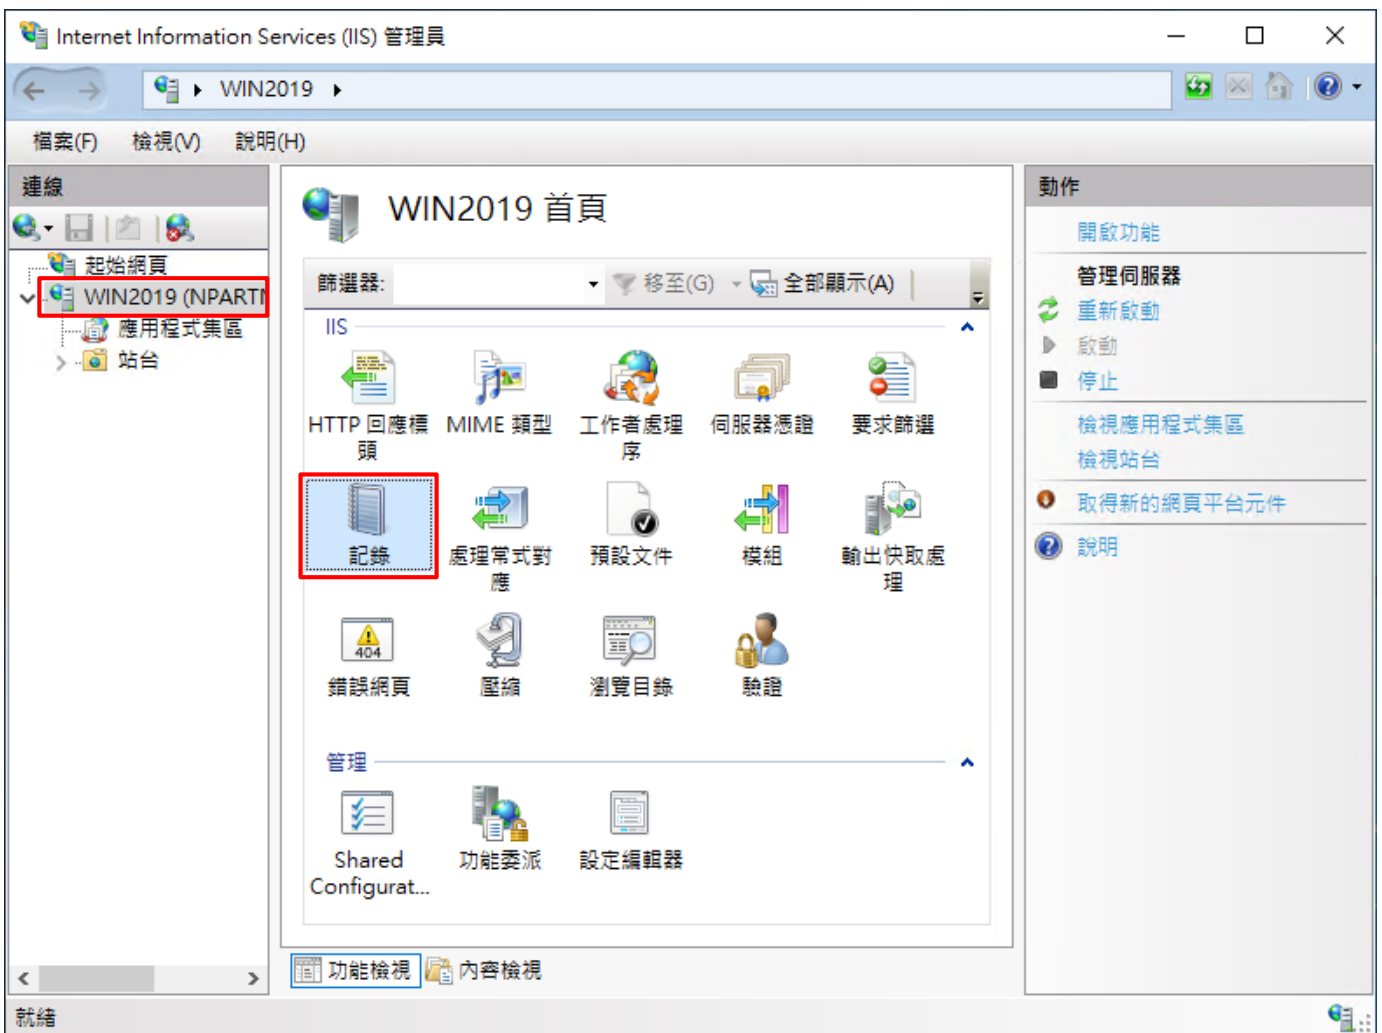 Internet Information Services (IIS) 管理員
WIN2019
檔案(F) 檢視(V) 說明(H)
連線
起始網頁
WIN2019 (NPARTM
應用程式集區
站台
WIN2019 首頁
篩選器: 移至(G) 全部顯示(A)
IIS
HTTP 回應標頭
MIME 類型
工作者處理序
伺服器憑證
要求篩選
記錄
處理常式對應
預設文件
模組
輸出快取處理
404
錯誤網頁
壓縮
瀏覽目錄
驗證
管理
Shared Configurat...
功能委派
設定編輯器
功能檢視 內容檢視
動作
開啟功能
管理伺服器
重新啟動
啟動
停止
檢視應用程式集區
檢視站台
取得新的網頁平台元件
說明
就緒